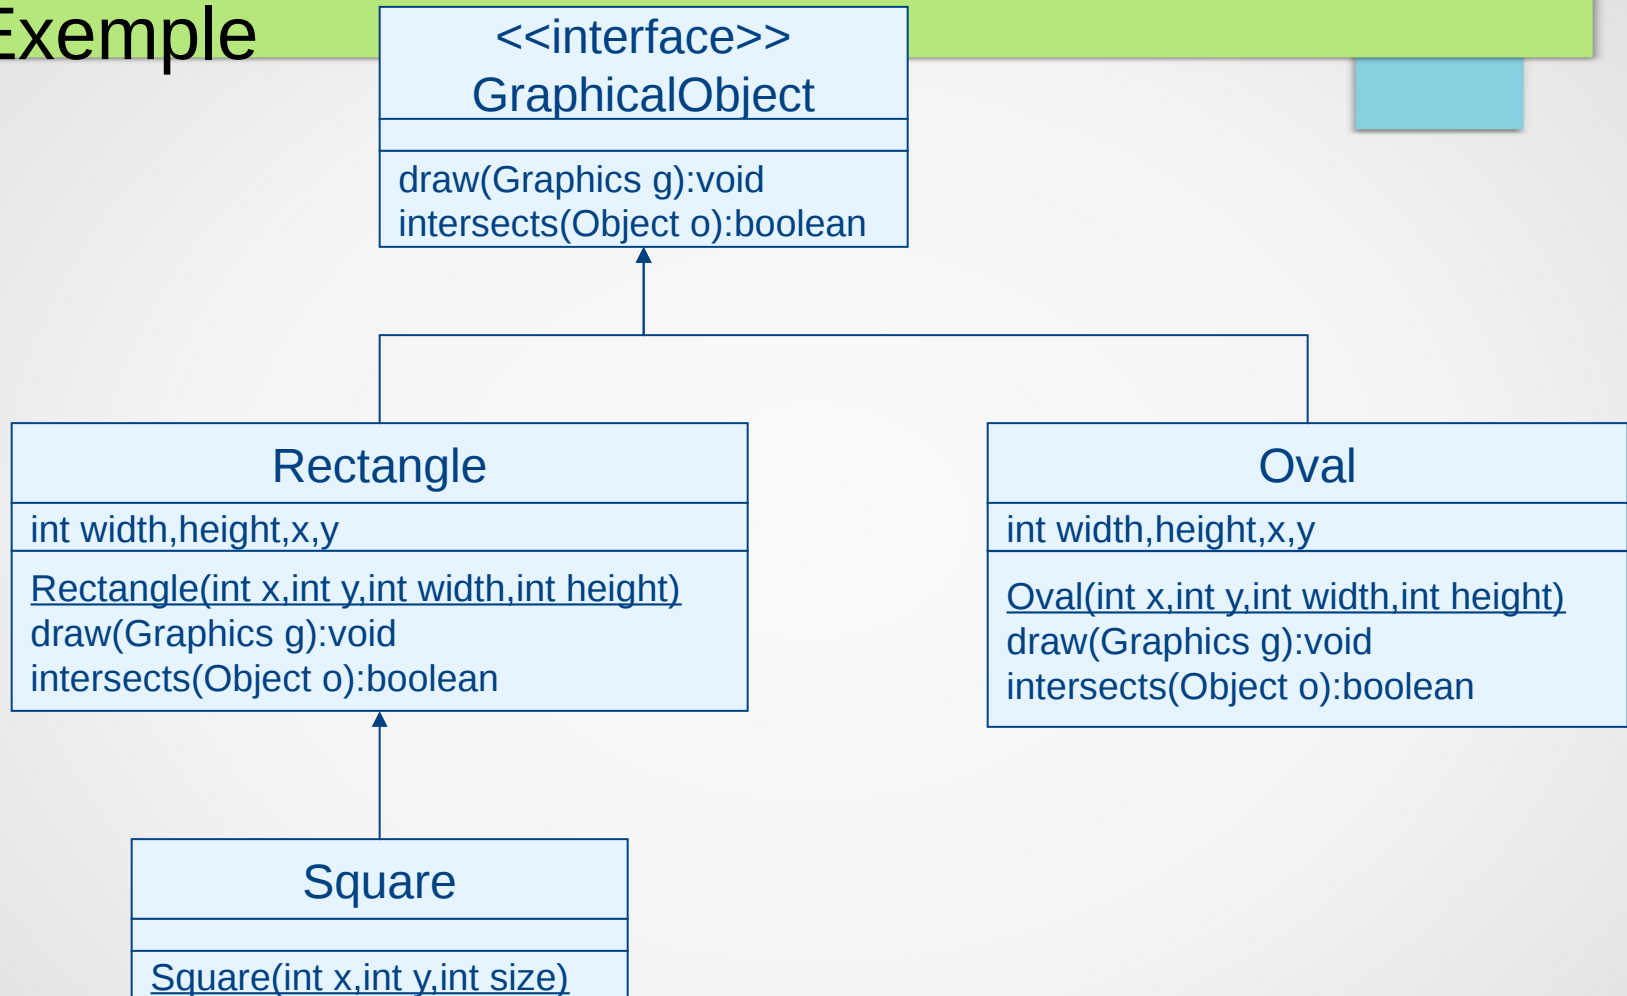 Exemple
<<interface>>
GraphicalObject
draw(Graphics g):void
intersects(Object o):boolean
Rectangle
int width,height,x,y
Rectangle(int x,int y,int width,int height)
draw(Graphics g):void
intersects(Object o):boolean
Oval
int width,height,x,y
Oval(int x,int y,int width,int height)
draw(Graphics g):void
intersects(Object o):boolean
Square
Square(int x,int y,int size)